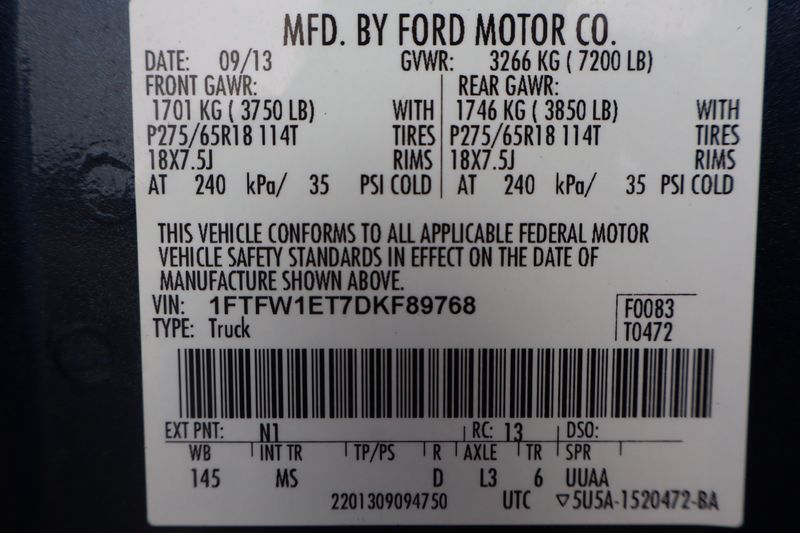 MFD. BY FORD MOTOR CO.
DATE: 09/13 GVWR: 3266 KG ( 7200 LB)
FRONT GAWR: REAR GAWR:
1701 KG ( 3750 LB) WITH 1746 KG ( 3850 LB) WITH
P275/65R18 114T TIRES P275/65R18 114T TIRES
18X7.5J RIMS 18X7.5J RIMS
AT 240 kPa/ 35 PSI COLD AT 240 kPa/ 35 PSI COLD
THIS VEHICLE CONFORMS TO ALL APPLICABLE FEDERAL MOTOR
VEHICLE SAFETY STANDARDS IN EFFECT ON THE DATE OF
MANUFACTURE SHOWN ABOVE.
VIN: 1FTFW1ET7DKF89768 F0083
TYPE: Truck T0472
EXT PNT: N1 RC: 13 DSO:
WB INT TR TP/PS R AXLE TR SPR
145 MS D L3 6 UUAA
2201309094750 UTC ▽5U5A-1520472-BA